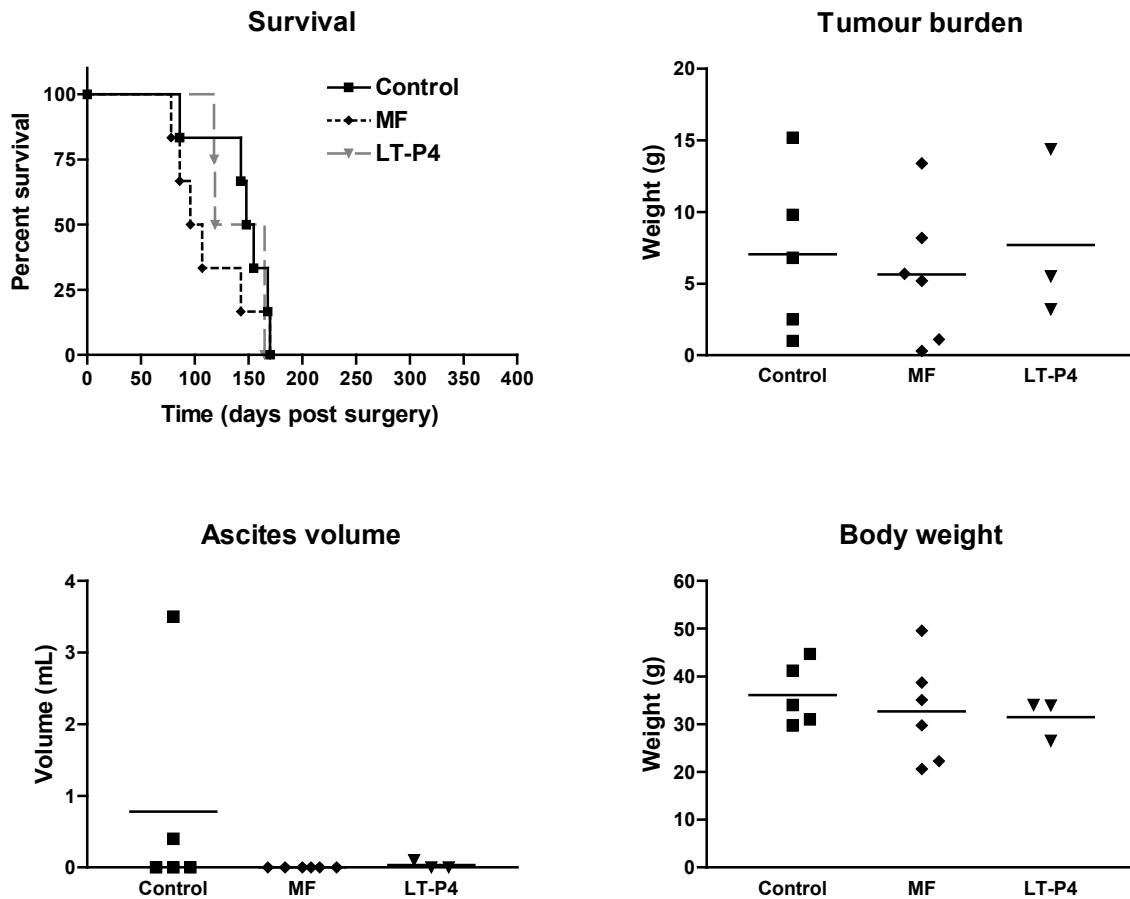 Survival
Percent survival
100
75
50
25
0
0 50 100 150 200 250 300 350 400
Time (days post surgery)
Control
MF
LT-P4
Tumour burden
Weight (g)
20
15
10
5
0
Control MF LT-P4
Ascites volume
Volume (mL)
4
3
2
1
0
Control MF LT-P4
Body weight
Weight (g)
60
50
40
30
20
10
0
Control MF LT-P4